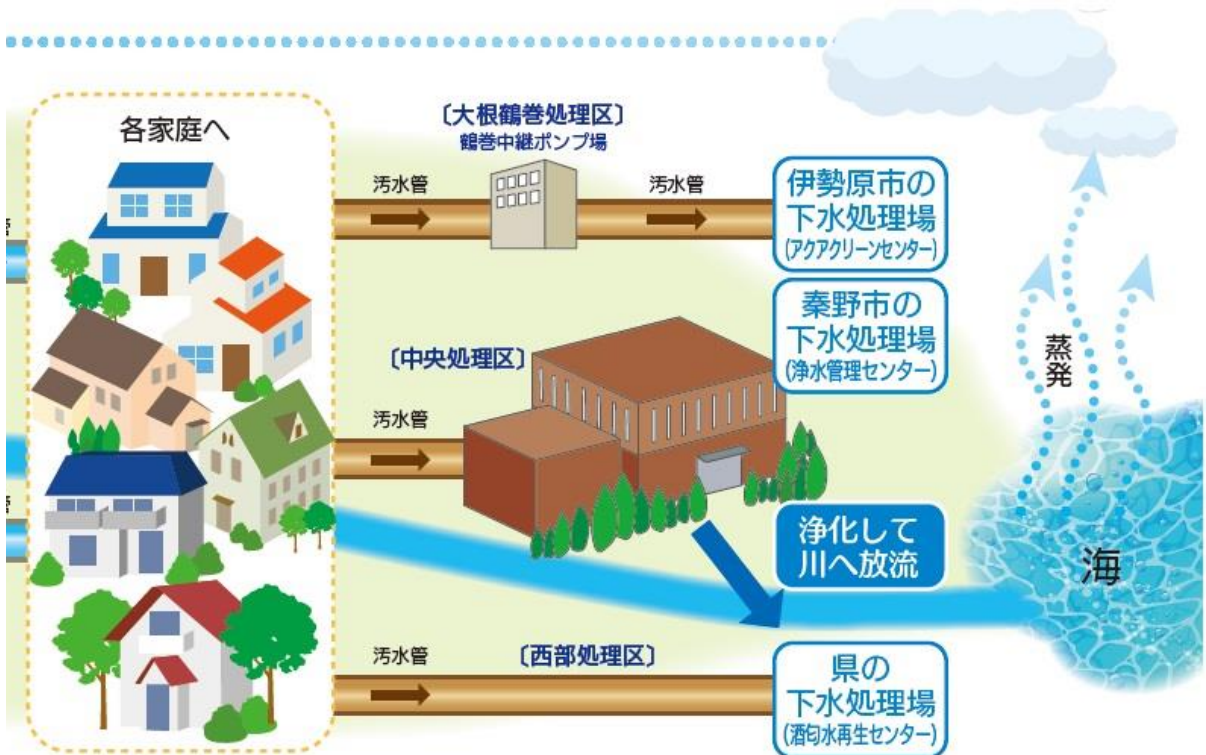 各家庭へ
〔大根鶴巻処理区〕
鶴巻中継ポンプ場
汚水管
汚水管
伊勢原市の
下水処理場
(アクアクリーンセンター)
秦野市の
下水処理場
(浄水管理センター)
〔中央処理区〕
汚水管
蒸発
浄化して
川へ放流
海
汚水管
〔西部処理区〕
県の
下水処理場
(酒匂水再生センター)